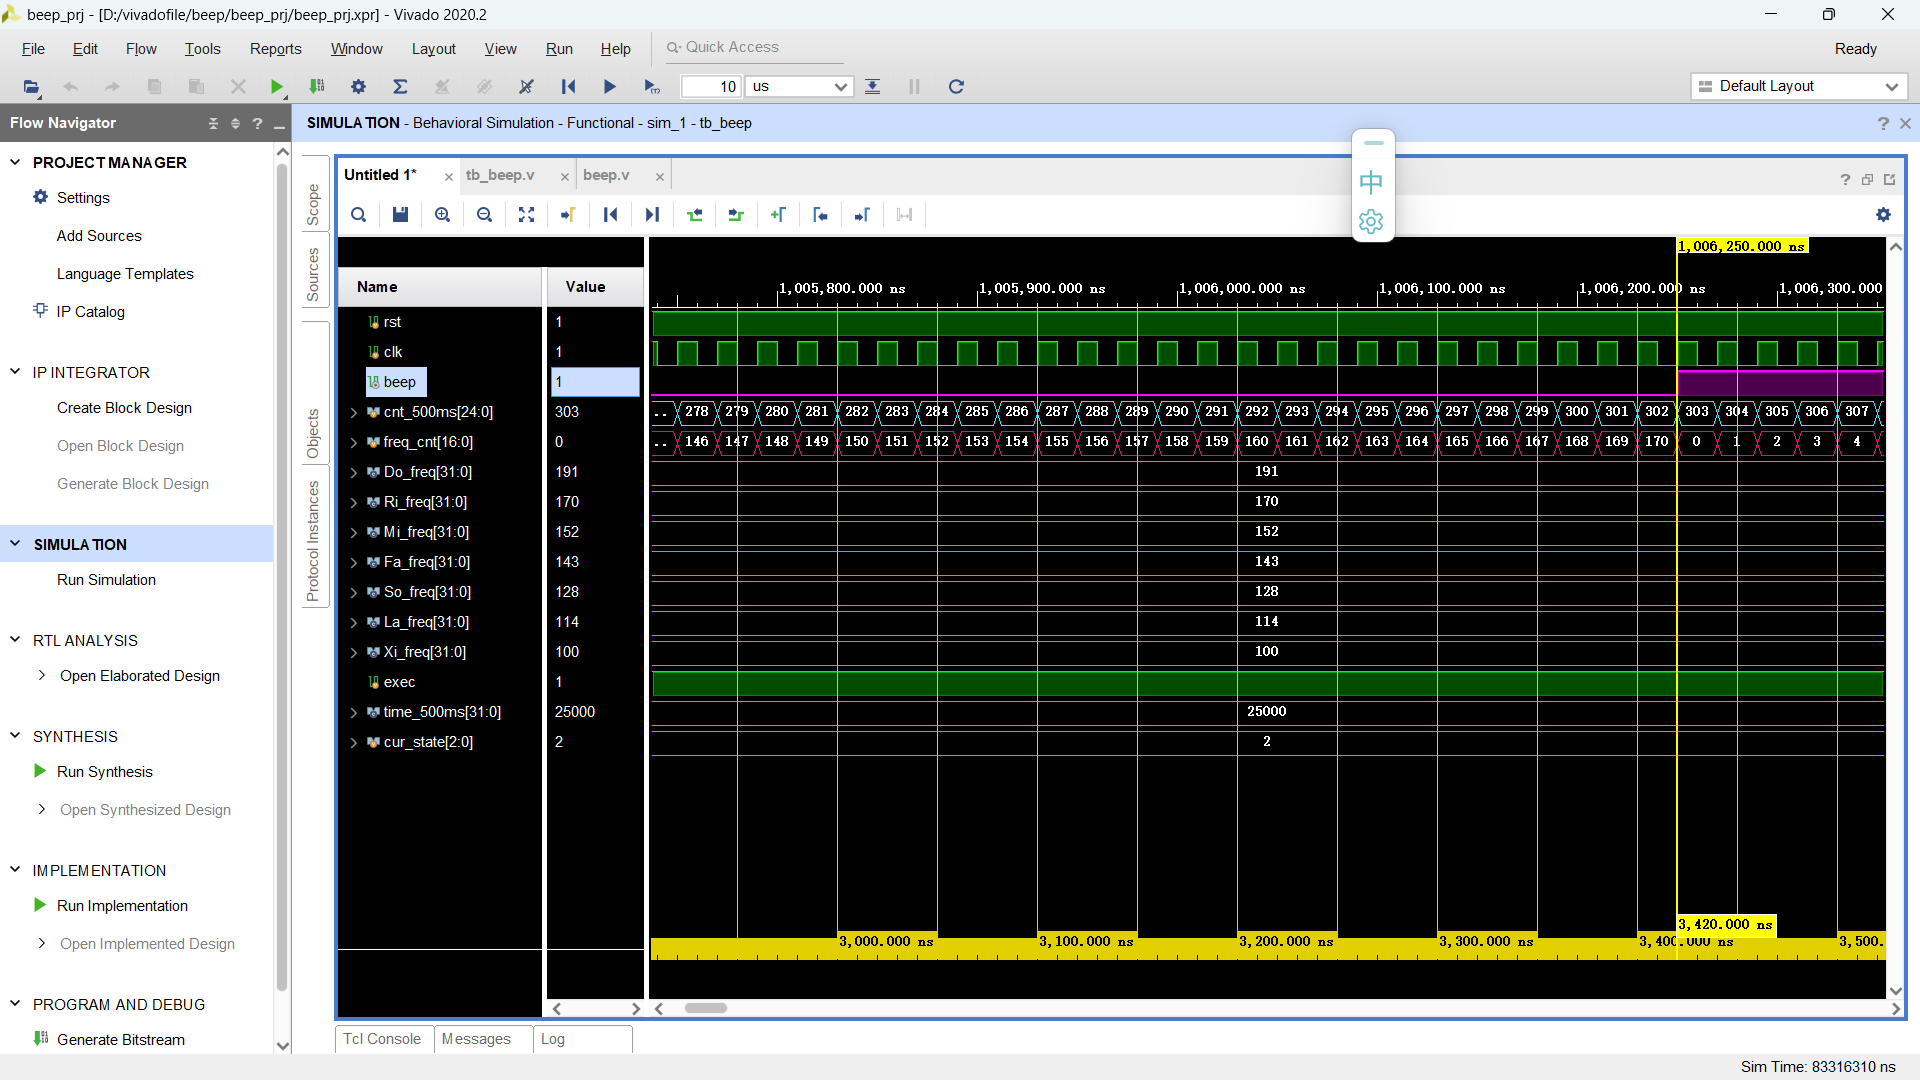 beep_prj - [D:/vivadofile/beep/beep_prj/beep_prj.xpr] - Vivado 2020.2
File Edit Flow Tools Reports Window Layout View Run Help Quick Access Ready
10 us Default Layout
Flow Navigator ? _
SIMULATION - Behavioral Simulation - Functional - sim_1 - tb_beep
PROJECT MANAGER
Settings
Add Sources
Language Templates
IP Catalog
IP INTEGRATOR
Create Block Design
Open Block Design
Generate Block Design
SIMULATION
Run Simulation
RTL ANALYSIS
Open Elaborated Design
SYNTHESIS
Run Synthesis
Open Synthesized Design
IMPLEMENTATION
Run Implementation
Open Implemented Design
PROGRAM AND DEBUG
Generate Bitstream
Scope
Sources
Objects
Protocol Instances
Untitled 1* tb_beep.v beep.v
中
1,006,250.000 ns
Name Value
1,005,800.000 ns 1,005,900.000 ns 1,006,000.000 ns 1,006,100.000 ns 1,006,200.000 ns 1,006,300.000
rst 1
clk 1
beep 1
cnt_500ms[24:0] 303 .. 278 279 280 281 282 283 284 285 286 287 288 289 290 291 292 293 294 295 296 297 298 299 300 301 302 303 304 305 306 307
freq_cnt[16:0] 0 .. 146 147 148 149 150 151 152 153 154 155 156 157 158 159 160 161 162 163 164 165 166 167 168 169 170 0 1 2 3 4
Do_freq[31:0] 191 191
Ri_freq[31:0] 170 170
Mi_freq[31:0] 152 152
Fa_freq[31:0] 143 143
So_freq[31:0] 128 128
La_freq[31:0] 114 114
Xi_freq[31:0] 100 100
exec 1
time_500ms[31:0] 25000 25000
cur_state[2:0] 2 2
3,420.000 ns
3,000.000 ns 3,100.000 ns 3,200.000 ns 3,300.000 ns 3,400.000 ns 3,500.
Tcl Console Messages Log
Sim Time: 83316310 ns